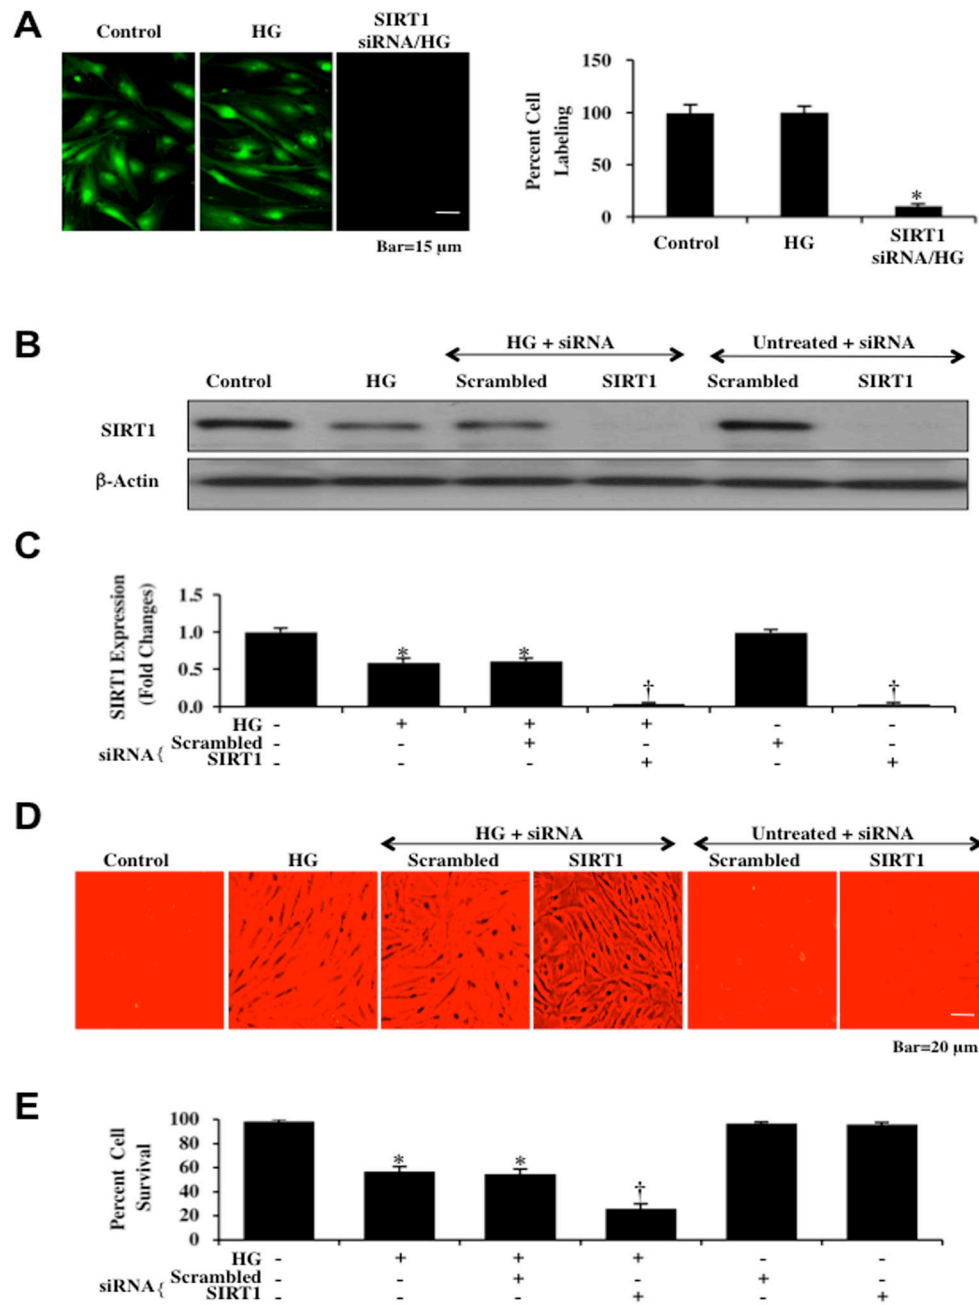 A
Control
HG
SIRT1
siRNA/HG
Bar=15 µm
Percent Cell
Labeling
150
100
50
0
*
Control
HG
SIRT1
siRNA/HG
B
HG + siRNA
Untreated + siRNA
Control HG Scrambled SIRT1 Scrambled SIRT1
SIRT1
β-Actin
C
SIRT1 Expression
(Fold Changes)
1.5
1.0
0.5
0.0
* * † †
HG - + + + - -
siRNA{ Scrambled - - + - + -
SIRT1 - - - + - +
D
HG + siRNA
Untreated + siRNA
Control HG Scrambled SIRT1 Scrambled SIRT1
Bar=20 µm
E
Percent Cell
Survival
100
80
60
40
20
0
* * †
HG - + + + - -
siRNA{ Scrambled - - + - + -
SIRT1 - - - + - +